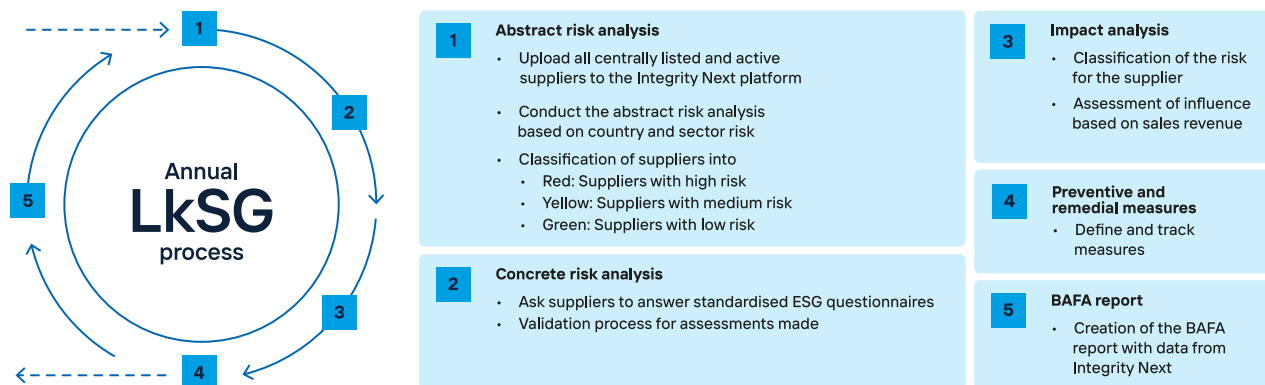 1
2
3
4
5
Annual
LkSG
process
1
Abstract risk analysis
• Upload all centrally listed and active
suppliers to the Integrity Next platform
• Conduct the abstract risk analysis
based on country and sector risk
• Classification of suppliers into
• Red: Suppliers with high risk
• Yellow: Suppliers with medium risk
• Green: Suppliers with low risk
2
Concrete risk analysis
• Ask suppliers to answer standardised ESG questionnaires
• Validation process for assessments made
3
Impact analysis
• Classification of the risk
for the supplier
• Assessment of influence
based on sales revenue
4
Preventive and
remedial measures
• Define and track
measures
5
BAFA report
• Creation of the BAFA
report with data from
Integrity Next